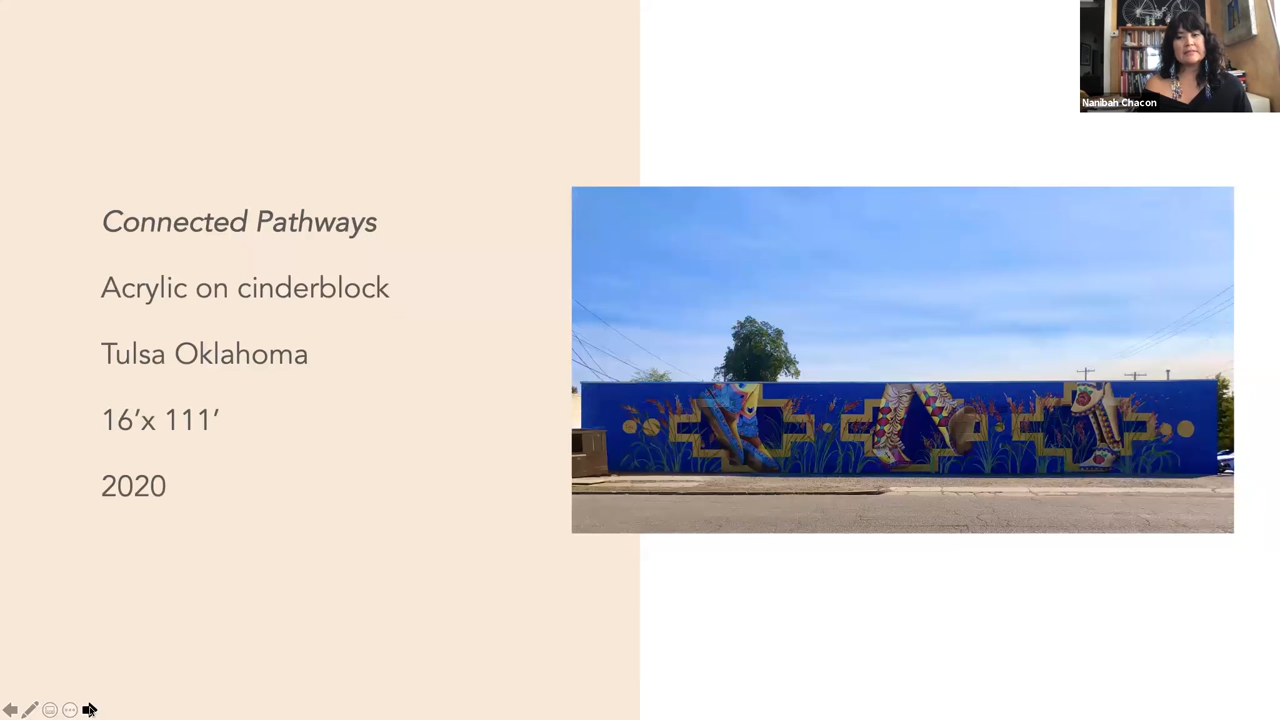 Nanibah Chacon
Connected Pathways
Acrylic on cinderblock
Tulsa Oklahoma
16’x 111’
2020